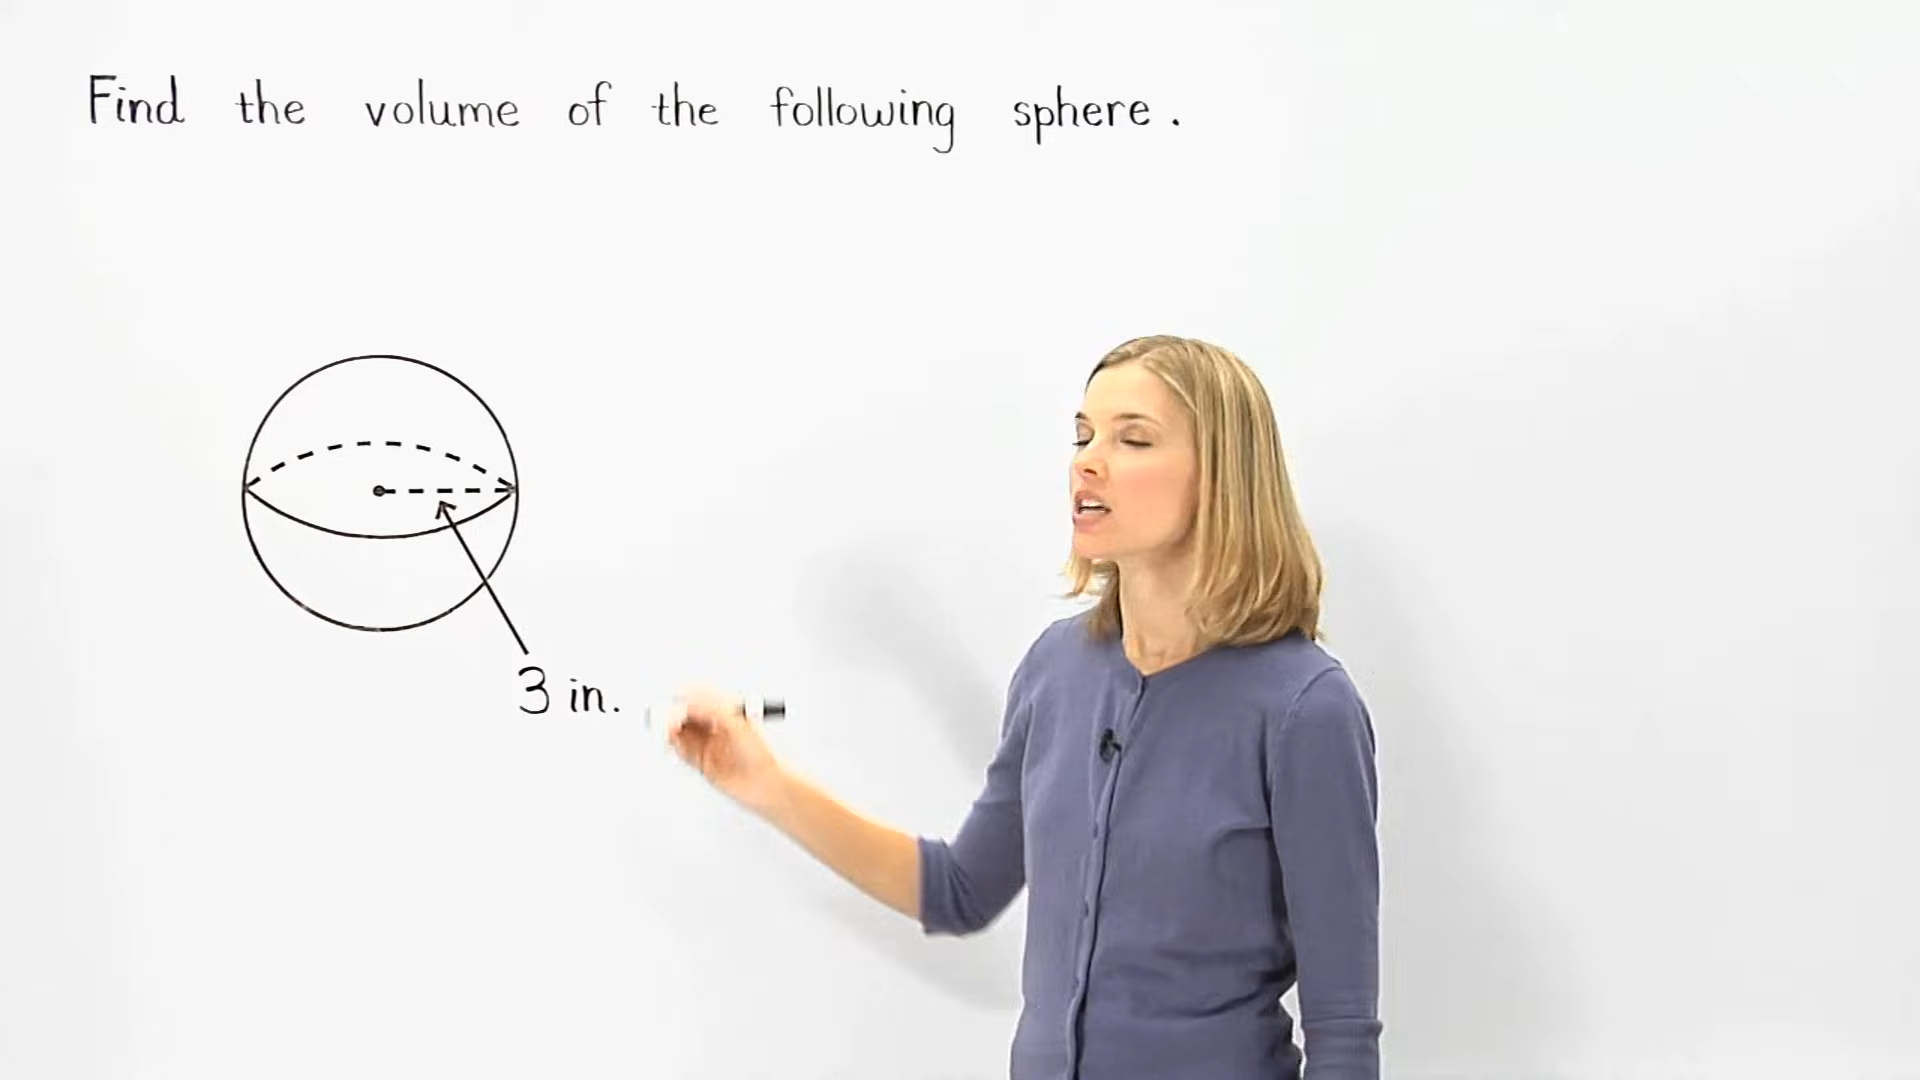 Find the volume of the following sphere.
3 in.